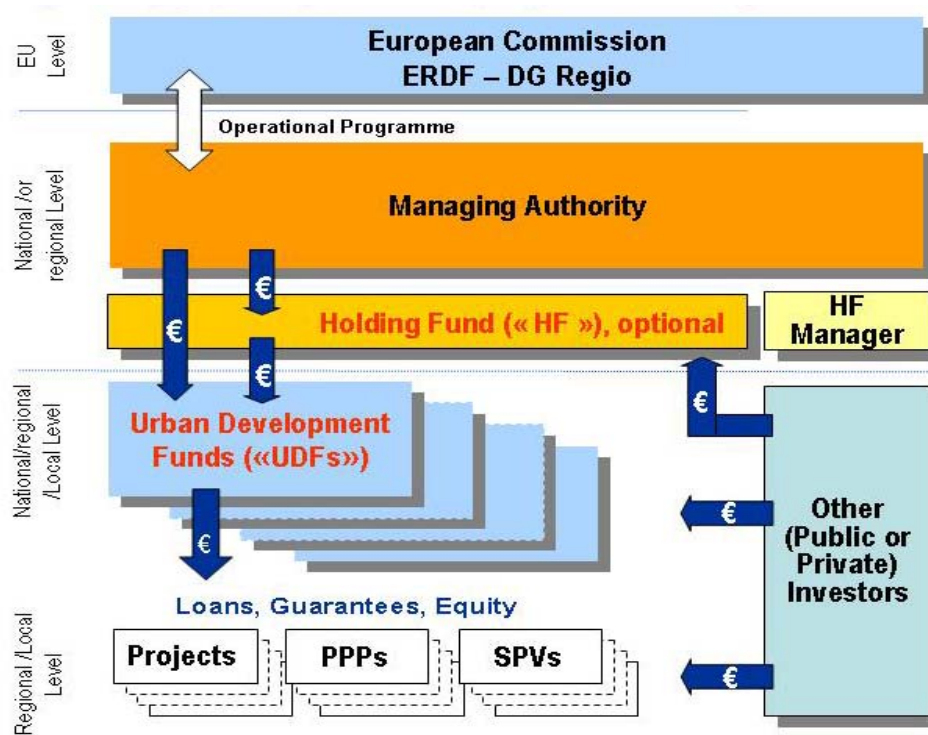 EU
Level
European Commission
ERDF – DG Regio
Operational Programme
National /or
regional Level
Managing Authority
€
€
Holding Fund (« HF »), optional
HF
Manager
€
€
National/regional
/Local Level
Urban Development
Funds («UDFs»)
€
€
Other
(Public or
Private)
Investors
Loans, Guarantees, Equity
Regional /Local
Level
Projects
PPPs
SPVs
€